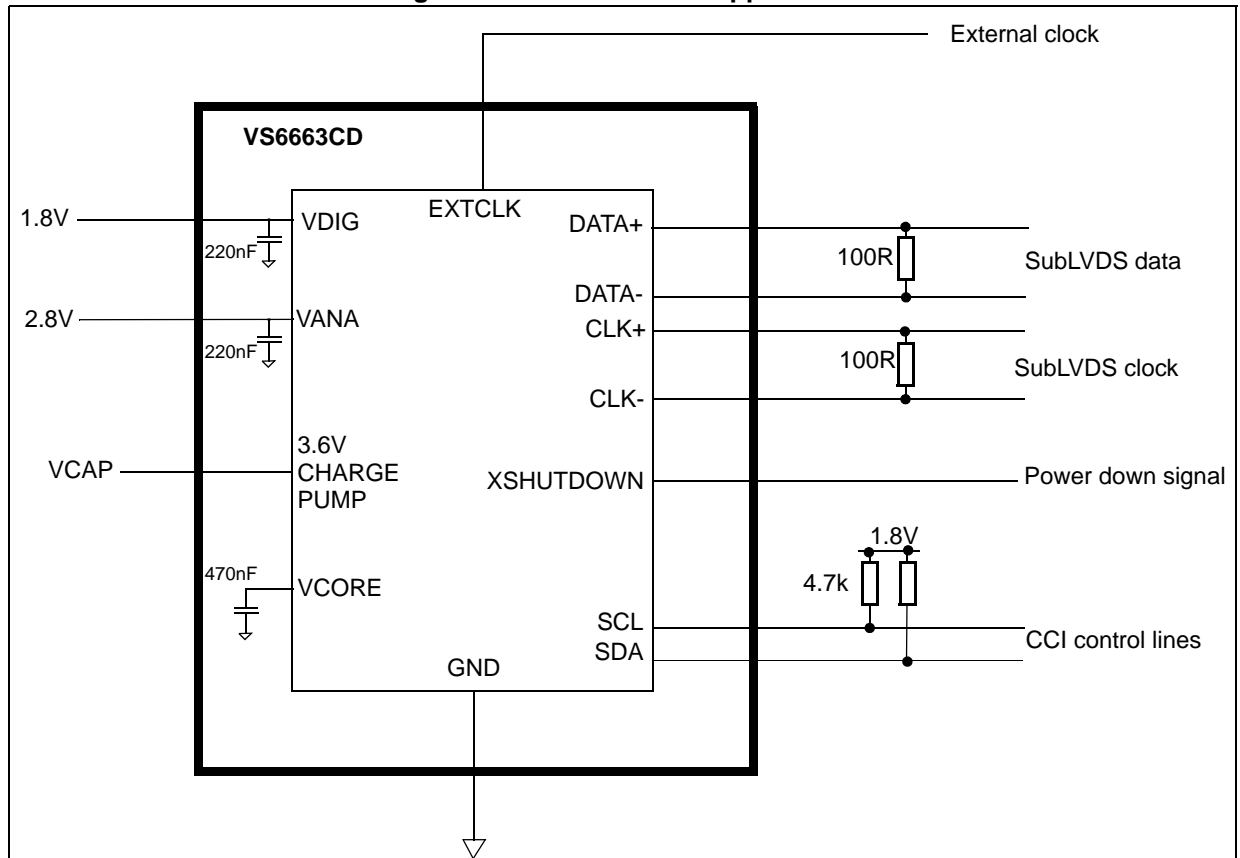 External clock
VS6663CD
EXTCLK
1.8V
VDIG
220nF
2.8V
VANA
220nF
VCAP
3.6V
CHARGE
PUMP
470nF
VCORE
GND
DATA+
100R
SubLVDS data
DATA-
CLK+
100R
SubLVDS clock
CLK-
XSHUTDOWN
Power down signal
1.8V
4.7k
SCL
SDA
CCI control lines